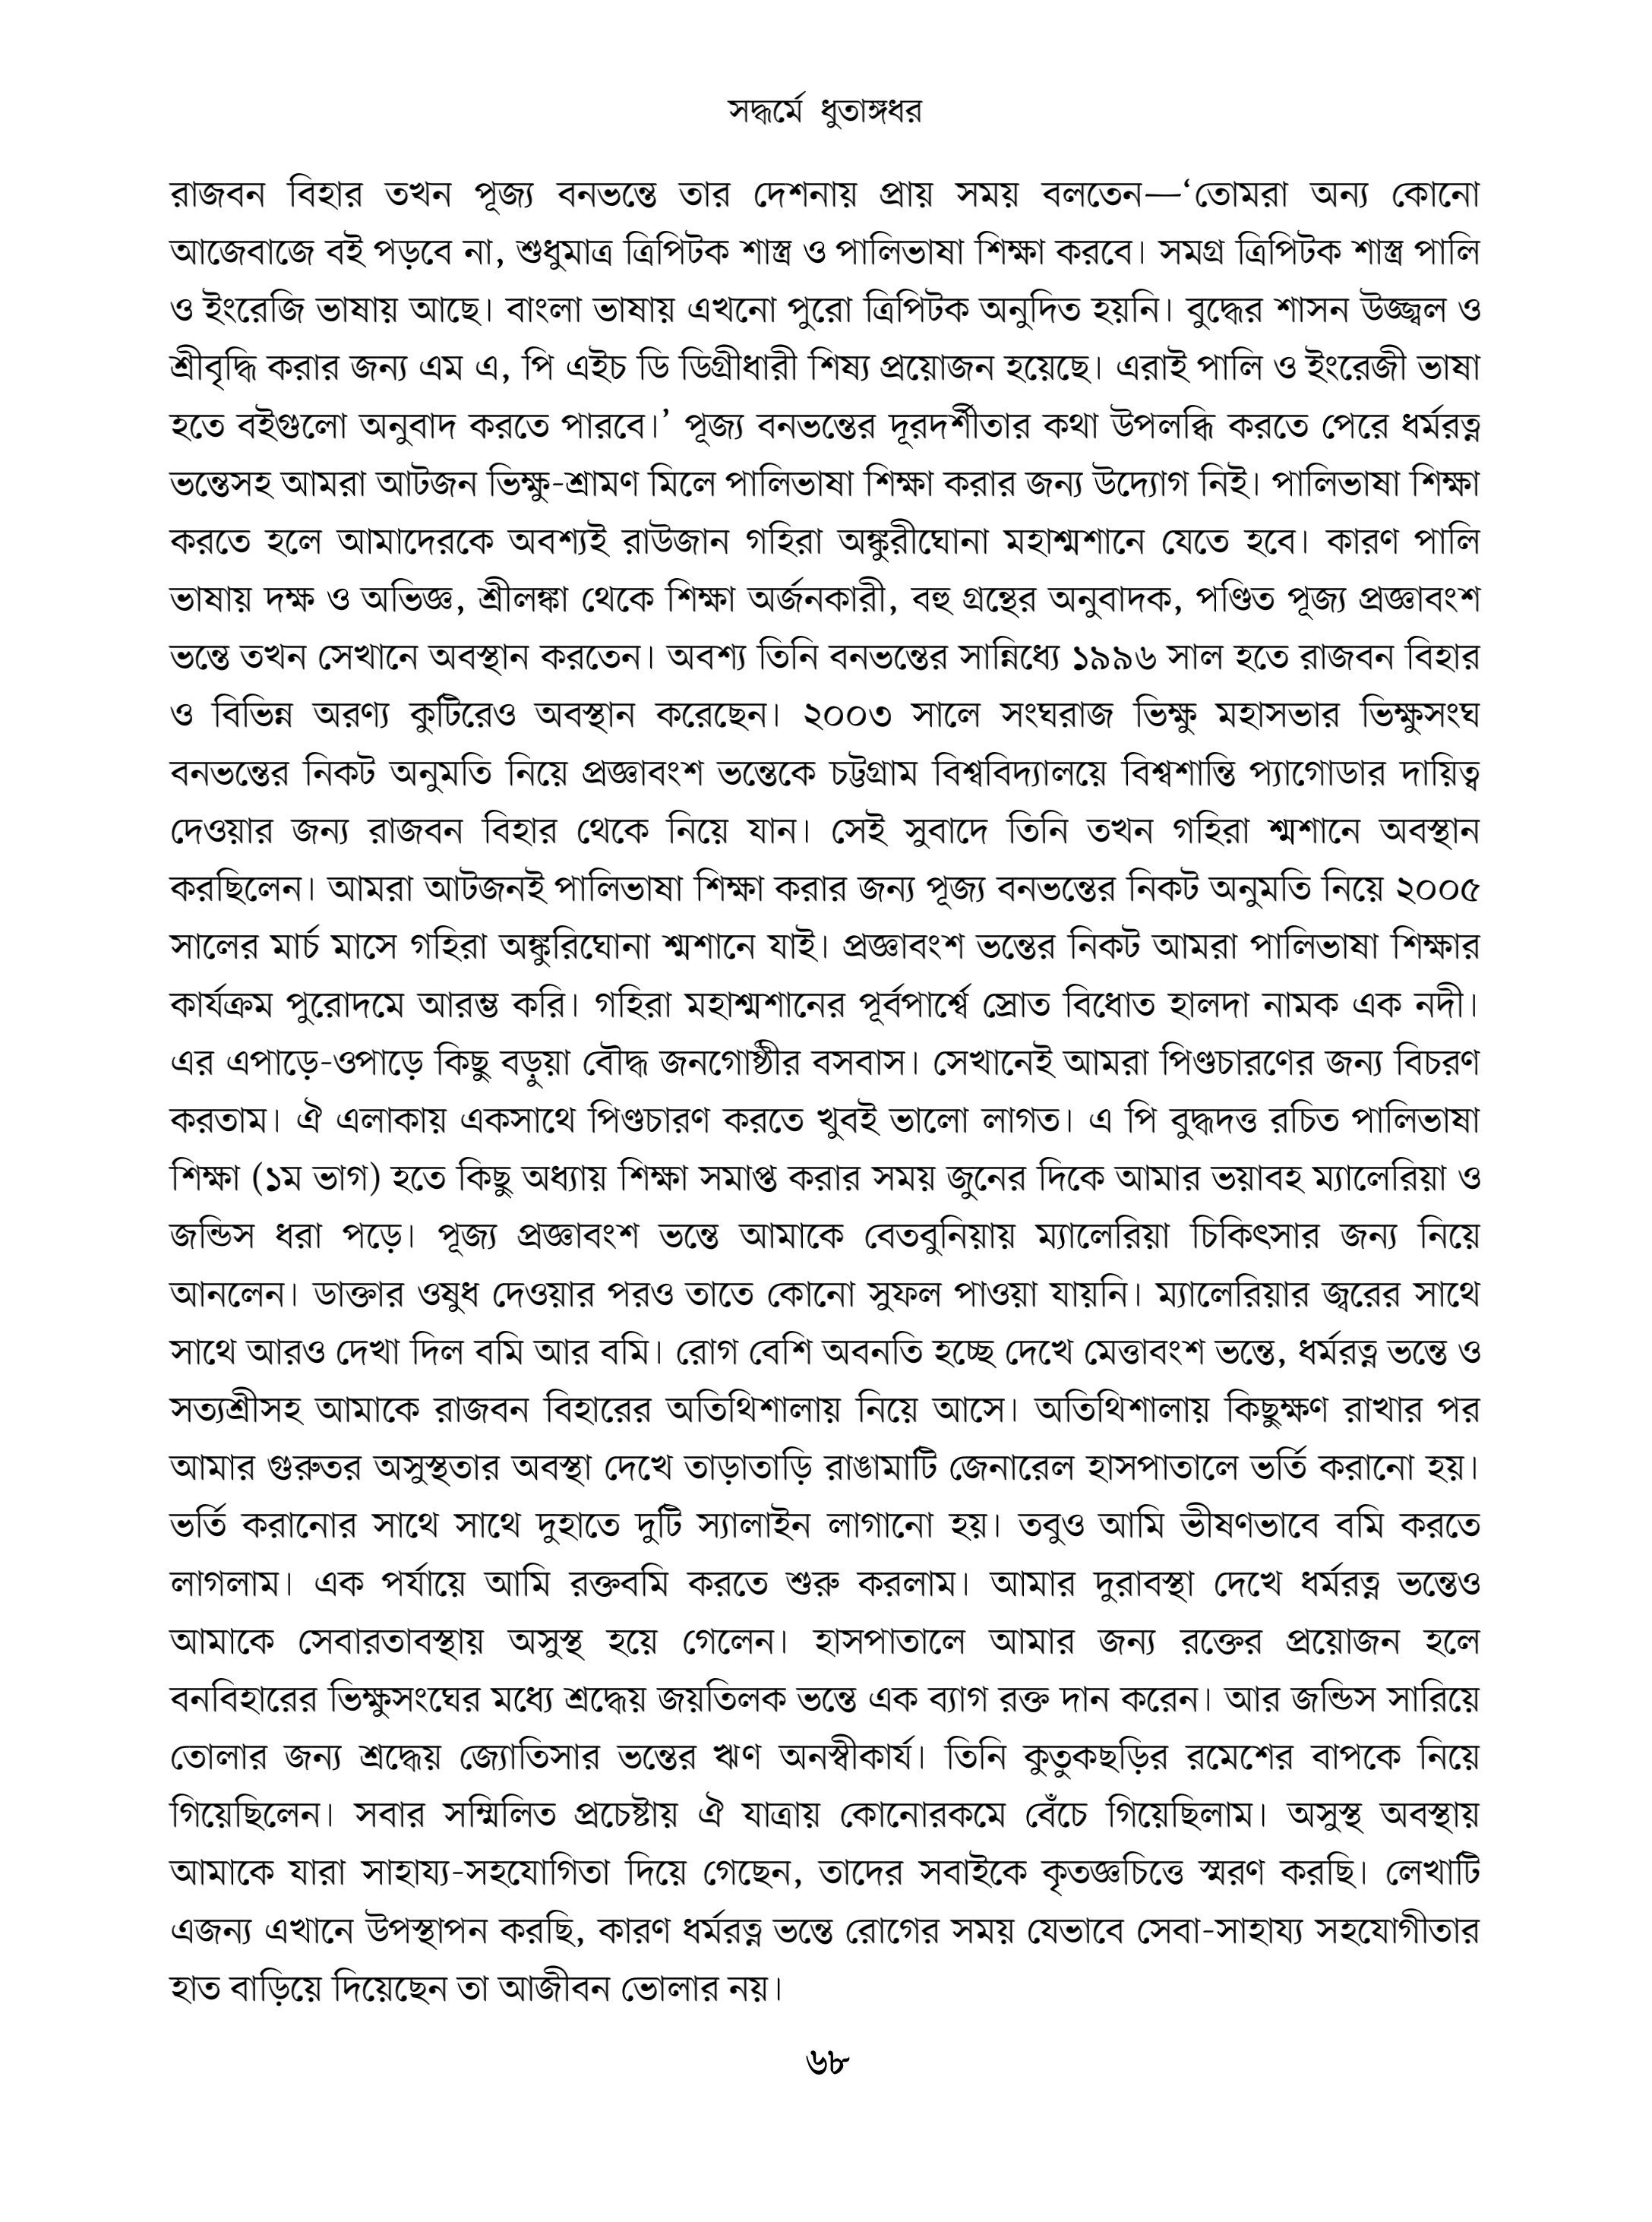 সদ্ধর্মে ধুতাঙ্গধর
রাজবন বিহার তখন পূজ্য বনভন্তে তার দেশনায় প্রায় সময় বলতেন—‘তোমরা অন্য কোনো
আজেবাজে বই পড়বে না, শুধুমাত্র ত্রিপিটক শাস্ত্র ও পালিভাষা শিক্ষা করবে। সমগ্র ত্রিপিটক শাস্ত্র পালি
ও ইংরেজি ভাষায় আছে। বাংলা ভাষায় এখনো পুরো ত্রিপিটক অনুদিত হয়নি। বুদ্ধের শাসন উজ্জ্বল ও
শ্রীবৃদ্ধি করার জন্য এম এ, পি এইচ ডি ডিগ্রীধারী শিষ্য প্রয়োজন হয়েছে। এরাই পালি ও ইংরেজী ভাষা
হতে বইগুলো অনুবাদ করতে পারবে।’ পূজ্য বনভন্তের দূরদর্শীতার কথা উপলব্ধি করতে পেরে ধর্মরত্ন
ভন্তেসহ আমরা আটজন ভিক্ষু-শ্রামণ মিলে পালিভাষা শিক্ষা করার জন্য উদ্যোগ নিই। পালিভাষা শিক্ষা
করতে হলে আমাদেরকে অবশ্যই রাউজান গহিরা অঙ্কুরীঘোনা মহাশ্মশানে যেতে হবে। কারণ পালি
ভাষায় দক্ষ ও অভিজ্ঞ, শ্রীলঙ্কা থেকে শিক্ষা অর্জনকারী, বহু গ্রন্থের অনুবাদক, পণ্ডিত পূজ্য প্রজ্ঞাবংশ
ভন্তে তখন সেখানে অবস্থান করতেন। অবশ্য তিনি বনভন্তের সান্নিধ্যে ১৯৯৬ সাল হতে রাজবন বিহার
ও বিভিন্ন অরণ্য কুটিরেও অবস্থান করেছেন। ২০০৩ সালে সংঘরাজ ভিক্ষু মহাসভার ভিক্ষুসংঘ
বনভন্তের নিকট অনুমতি নিয়ে প্রজ্ঞাবংশ ভন্তেকে চট্টগ্রাম বিশ্ববিদ্যালয়ে বিশ্বশান্তি প্যাগোডার দায়িত্ব
দেওয়ার জন্য রাজবন বিহার থেকে নিয়ে যান। সেই সুবাদে তিনি তখন গহিরা শ্মশানে অবস্থান
করছিলেন। আমরা আটজনই পালিভাষা শিক্ষা করার জন্য পূজ্য বনভন্তের নিকট অনুমতি নিয়ে ২০০৫
সালের মার্চ মাসে গহিরা অঙ্কুরিঘোনা শ্মশানে যাই। প্রজ্ঞাবংশ ভন্তের নিকট আমরা পালিভাষা শিক্ষার
কার্যক্রম পুরোদমে আরম্ভ করি। গহিরা মহাশ্মশানের পূর্বপার্শ্বে স্রোত বিধোত হালদা নামক এক নদী।
এর এপাড়ে-ওপাড়ে কিছু বড়ুয়া বৌদ্ধ জনগোষ্ঠীর বসবাস। সেখানেই আমরা পিণ্ডচারণের জন্য বিচরণ
করতাম। ঐ এলাকায় একসাথে পিণ্ডচারণ করতে খুবই ভালো লাগত। এ পি বুদ্ধদত্ত রচিত পালিভাষা
শিক্ষা (১ম ভাগ) হতে কিছু অধ্যায় শিক্ষা সমাপ্ত করার সময় জুনের দিকে আমার ভয়াবহ ম্যালেরিয়া ও
জন্ডিস ধরা পড়ে। পূজ্য প্রজ্ঞাবংশ ভন্তে আমাকে বেতবুনিয়ায় ম্যালেরিয়া চিকিৎসার জন্য নিয়ে
আনলেন। ডাক্তার ওষুধ দেওয়ার পরও তাতে কোনো সুফল পাওয়া যায়নি। ম্যালেরিয়ার জ্বরের সাথে
সাথে আরও দেখা দিল বমি আর বমি। রোগ বেশি অবনতি হচ্ছে দেখে মেত্তাবংশ ভন্তে, ধর্মরত্ন ভন্তে ও
সত্যশ্রীসহ আমাকে রাজবন বিহারের অতিথিশালায় নিয়ে আসে। অতিথিশালায় কিছুক্ষণ রাখার পর
আমার গুরুতর অসুস্থতার অবস্থা দেখে তাড়াতাড়ি রাঙামাটি জেনারেল হাসপাতালে ভর্তি করানো হয়।
ভর্তি করানোর সাথে সাথে দুহাতে দুটি স্যালাইন লাগানো হয়। তবুও আমি ভীষণভাবে বমি করতে
লাগলাম। এক পর্যায়ে আমি রক্তবমি করতে শুরু করলাম। আমার দুরাবস্থা দেখে ধর্মরত্ন ভন্তেও
আমাকে সেবারতাবস্থায় অসুস্থ হয়ে গেলেন। হাসপাতালে আমার জন্য রক্তের প্রয়োজন হলে
বনবিহারের ভিক্ষুসংঘের মধ্যে শ্রদ্ধেয় জয়তিলক ভন্তে এক ব্যাগ রক্ত দান করেন। আর জন্ডিস সারিয়ে
তোলার জন্য শ্রদ্ধেয় জ্যোতিসার ভন্তের ঋণ অনস্বীকার্য। তিনি কুতুকছড়ির রমেশের বাপকে নিয়ে
গিয়েছিলেন। সবার সম্মিলিত প্রচেষ্টায় ঐ যাত্রায় কোনোরকমে বেঁচে গিয়েছিলাম। অসুস্থ অবস্থায়
আমাকে যারা সাহায্য-সহযোগিতা দিয়ে গেছেন, তাদের সবাইকে কৃতজ্ঞচিত্তে স্মরণ করছি। লেখাটি
এজন্য এখানে উপস্থাপন করছি, কারণ ধর্মরত্ন ভন্তে রোগের সময় যেভাবে সেবা-সাহায্য সহযোগীতার
হাত বাড়িয়ে দিয়েছেন তা আজীবন ভোলার নয়।
৬৮